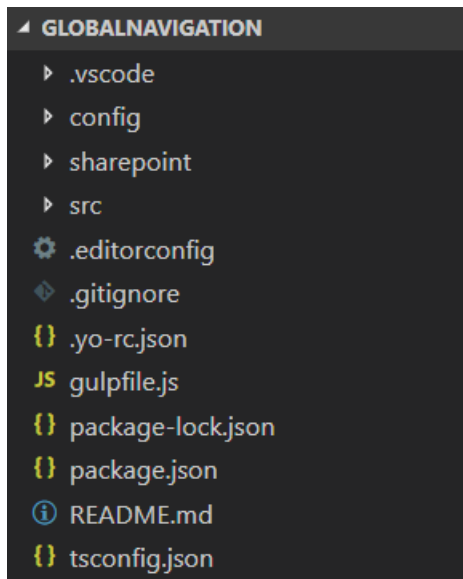 GLOBALNAVIGATION
.vscode
config
sharepoint
src
.editorconfig
.gitignore
{} .yo-rc.json
JS gulpfile.js
{} package-lock.json
{} package.json
README.md
{} tsconfig.json